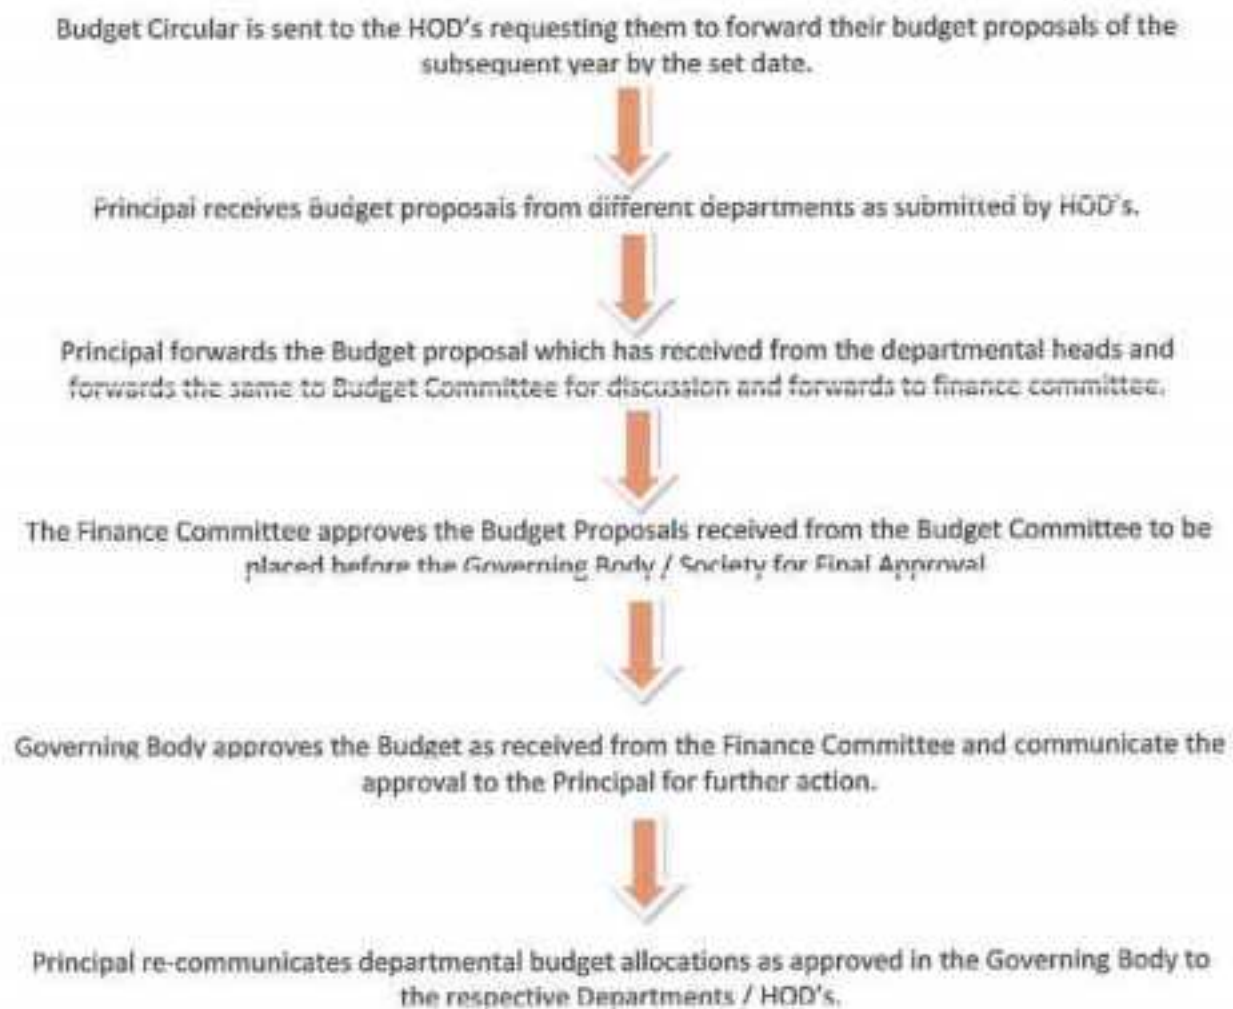 Budget Circular is sent to the HOD's requesting them to forward their budget proposals of the
subsequent year by the set date.
Principal receives Budget proposals from different departments as submitted by HOD's.
Principal forwards the Budget proposal which has received from the departmental heads and
forwards the same to Budget Committee for discussion and forwards to finance committee.
The Finance Committee approves the Budget Proposals received from the Budget Committee to be
placed before the Governing Body / Society for Final Approval
Governing Body approves the Budget as received from the Finance Committee and communicate the
approval to the Principal for further action.
Principal re-communicates departmental budget allocations as approved in the Governing Body to
the respective Departments / HOD's.